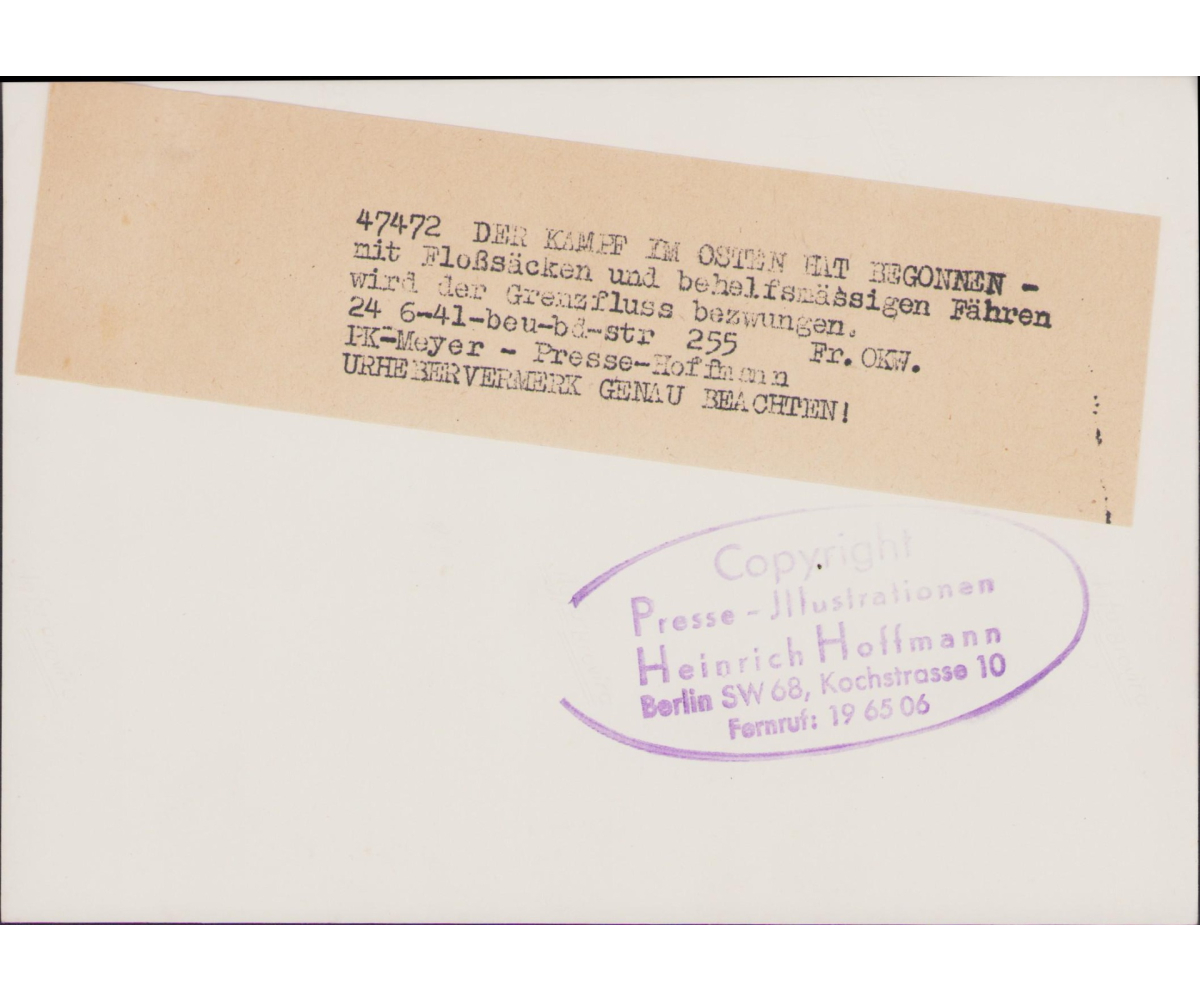 47472 DER KAMPF IM OSTEN HAT BEGONNEN -
mit Floßsäcken und behelfsmässigen Fähren
wird der Grenzfluss bezwungen.
24 6-41-beu-bd-str 255 Fr. OKW.
PK-Meyer - Presse-Hoffmann
URHEBERVERMERK GENAU BEACHTEN!
Copyright
Presse-Jllustrationen
Heinrich Hoffmann
Berlin SW 68, Kochstrasse 10
Fernruf: 19 65 06